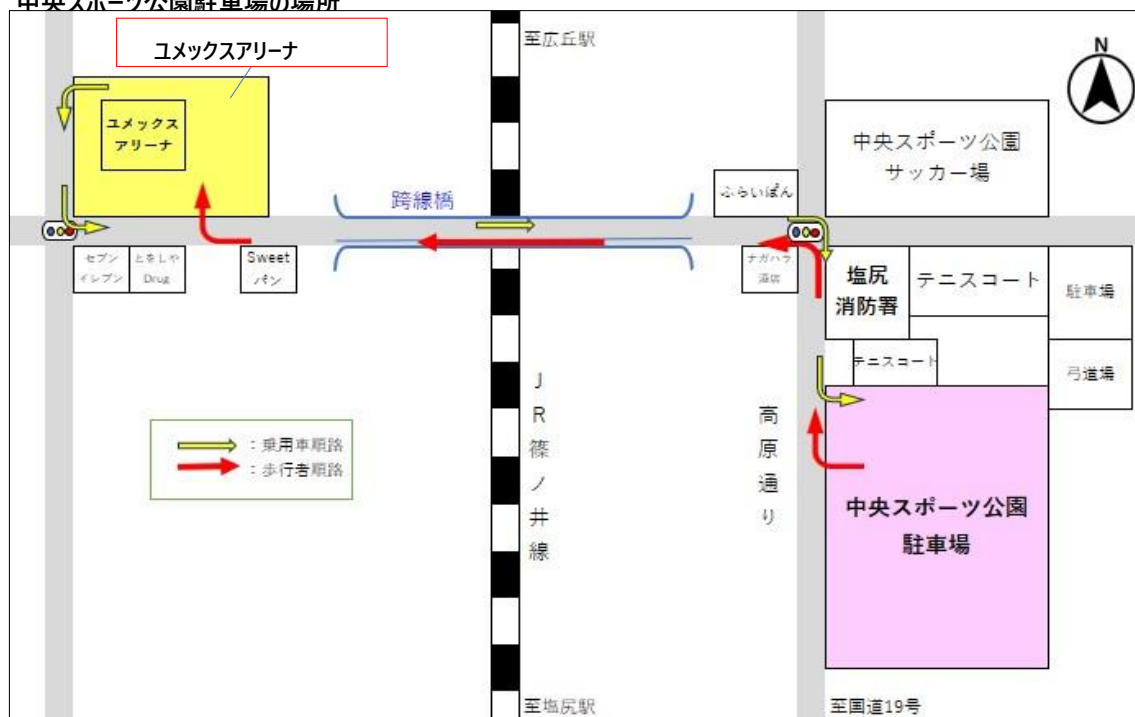 中央スポーツ公園駐車場の場所
ユメックスアリーナ
至広丘駅
N
ユメックス
アリーナ
中央スポーツ公園
サッカー場
跨線橋
ふらいぱん
セブン
イレブン
とをしや
Drug
Sweet
パン
ナガハラ
酒店
塩尻
消防署
テニスコート
駐車場
テニスコート
弓道場
JR篠ノ井線
高原通り
:乗用車順路
:歩行者順路
中央スポーツ公園
駐車場
至塩尻駅
至国道19号